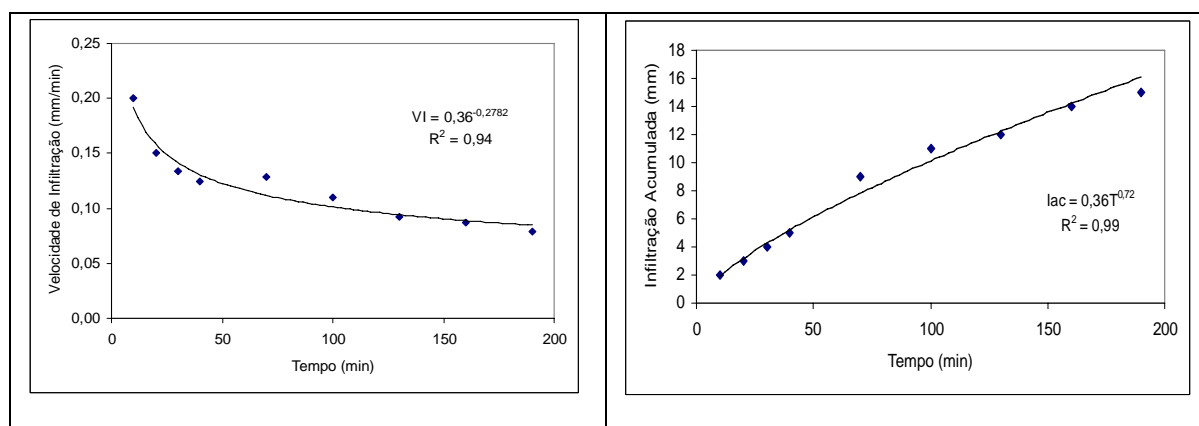 0,25
0,20
0,15
0,10
0,05
0,00
Velocidade de Infiltração (mm/min)
VI = 0,36^-0,2782
R² = 0,94
0 50 100 150 200
Tempo (min)
18
16
14
12
10
8
6
4
2
0
Infiltração Acumulada (mm)
Iac = 0,36T^0,72
R² = 0,99
0 50 100 150 200
Tempo (min)